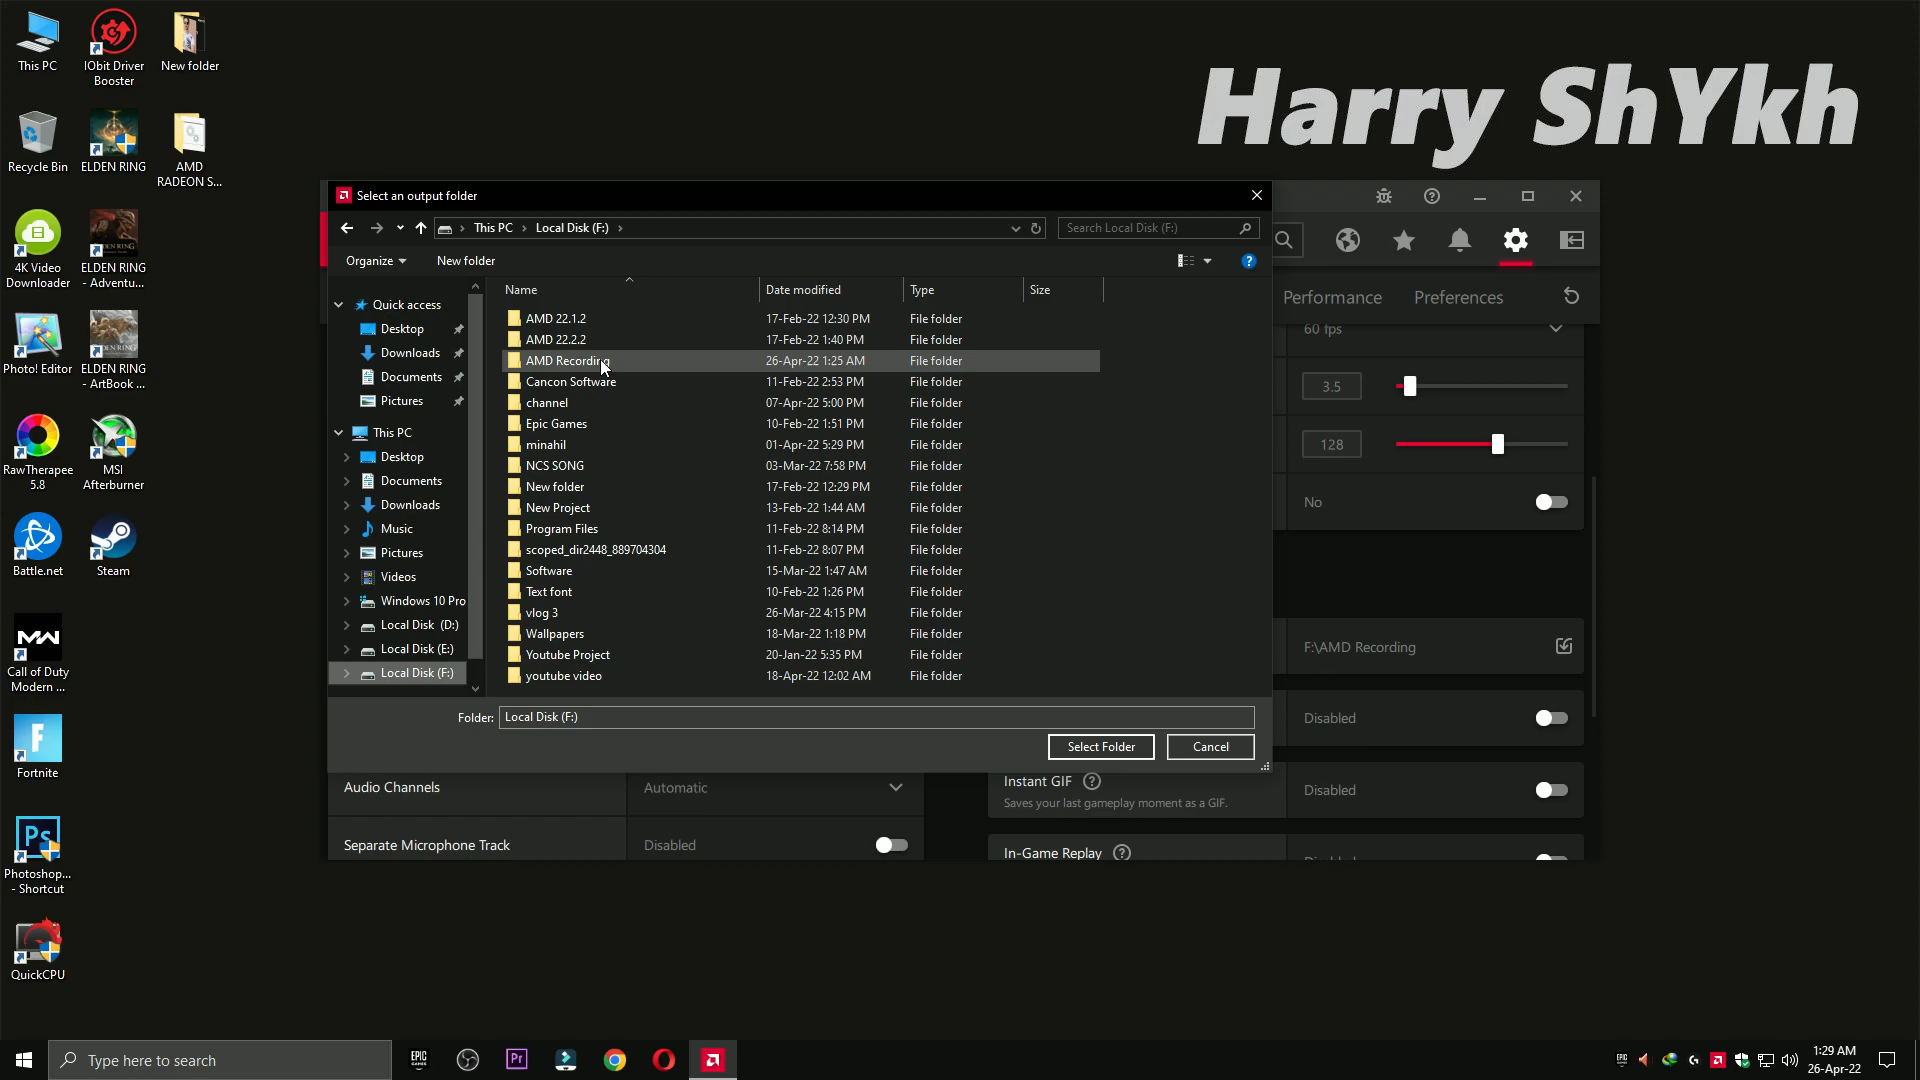 Harry ShYkh
This PC
IObit Driver
Booster
New folder
Recycle Bin
ELDEN RING
AMD
RADEON S...
4K Video
Downloader
ELDEN RING
- Adventu...
Photo! Editor
ELDEN RING
- ArtBook ...
RawTherapee
5.8
MSI
Afterburner
Battle.net
Steam
Call of Duty
Modern ...
Fortnite
Photoshop...
- Shortcut
QuickCPU
Select an output folder
This PC
Local Disk (F:)
Search Local Disk (F:)
Organize
New folder
Name
Date modified
Type
Size
Quick access
Desktop
Downloads
Documents
Pictures
This PC
Desktop
Documents
Downloads
Music
Pictures
Videos
Windows 10 Pro
Local Disk (D:)
Local Disk (E:)
Local Disk (F:)
AMD 22.1.2 17-Feb-22 12:30 PM File folder
AMD 22.2.2 17-Feb-22 1:40 PM File folder
AMD Recording 26-Apr-22 1:25 AM File folder
Cancon Software 11-Feb-22 2:53 PM File folder
channel 07-Apr-22 5:00 PM File folder
Epic Games 10-Feb-22 1:51 PM File folder
minahil 01-Apr-22 5:29 PM File folder
NCS SONG 03-Mar-22 7:58 PM File folder
New folder 17-Feb-22 12:29 PM File folder
New Project 13-Feb-22 1:44 AM File folder
Program Files 11-Feb-22 8:14 PM File folder
scoped_dir2448_889704304 11-Feb-22 8:07 PM File folder
Software 15-Mar-22 1:47 AM File folder
Text font 10-Feb-22 1:26 PM File folder
vlog 3 26-Mar-22 4:15 PM File folder
Wallpapers 18-Mar-22 1:18 PM File folder
Youtube Project 20-Jan-22 5:35 PM File folder
youtube video 18-Apr-22 12:02 AM File folder
Folder: Local Disk (F:)
Select Folder
Cancel
Performance
Preferences
60 fps
3.5
128
No
F:\AMD Recording
Disabled
Audio Channels
Automatic
Separate Microphone Track
Disabled
Instant GIF
Saves your last gameplay moment as a GIF.
Disabled
In-Game Replay
Type here to search
EPIC
GAMES
Pr
1:29 AM
26-Apr-22